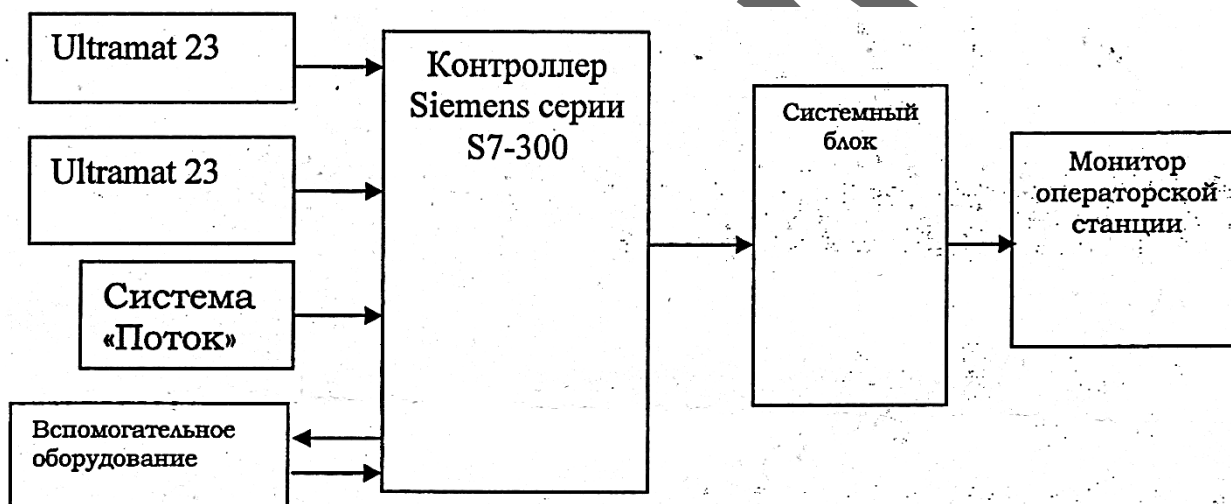 Ultramat 23
Ultramat 23
Система
«Поток»
Вспомогательное
оборудование
Контроллер
Siemens серии
S7-300
Системный
блок
Монитор
операторской
станции